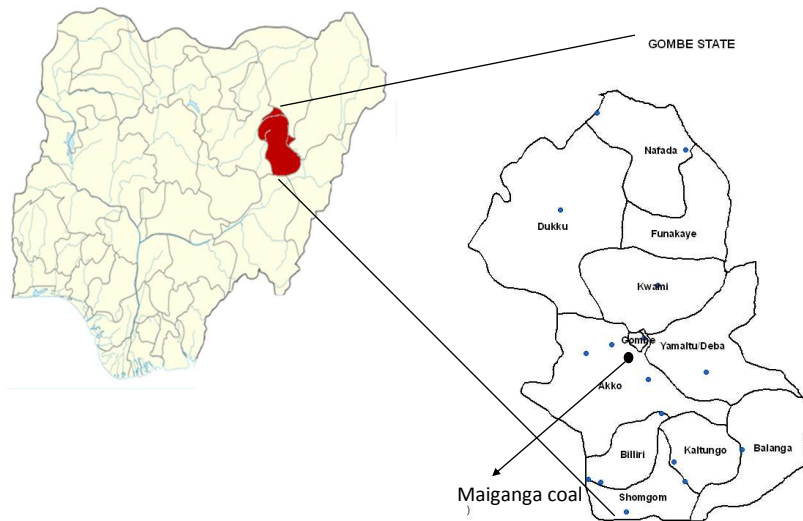 GOMBE STATE
Nafada
Dukku
Funakaye
Kwami
Gombe
Yamaltu/Deba
Akko
Billiri
Kaltungo
Balanga
Shomgom
Maiganga coal
)